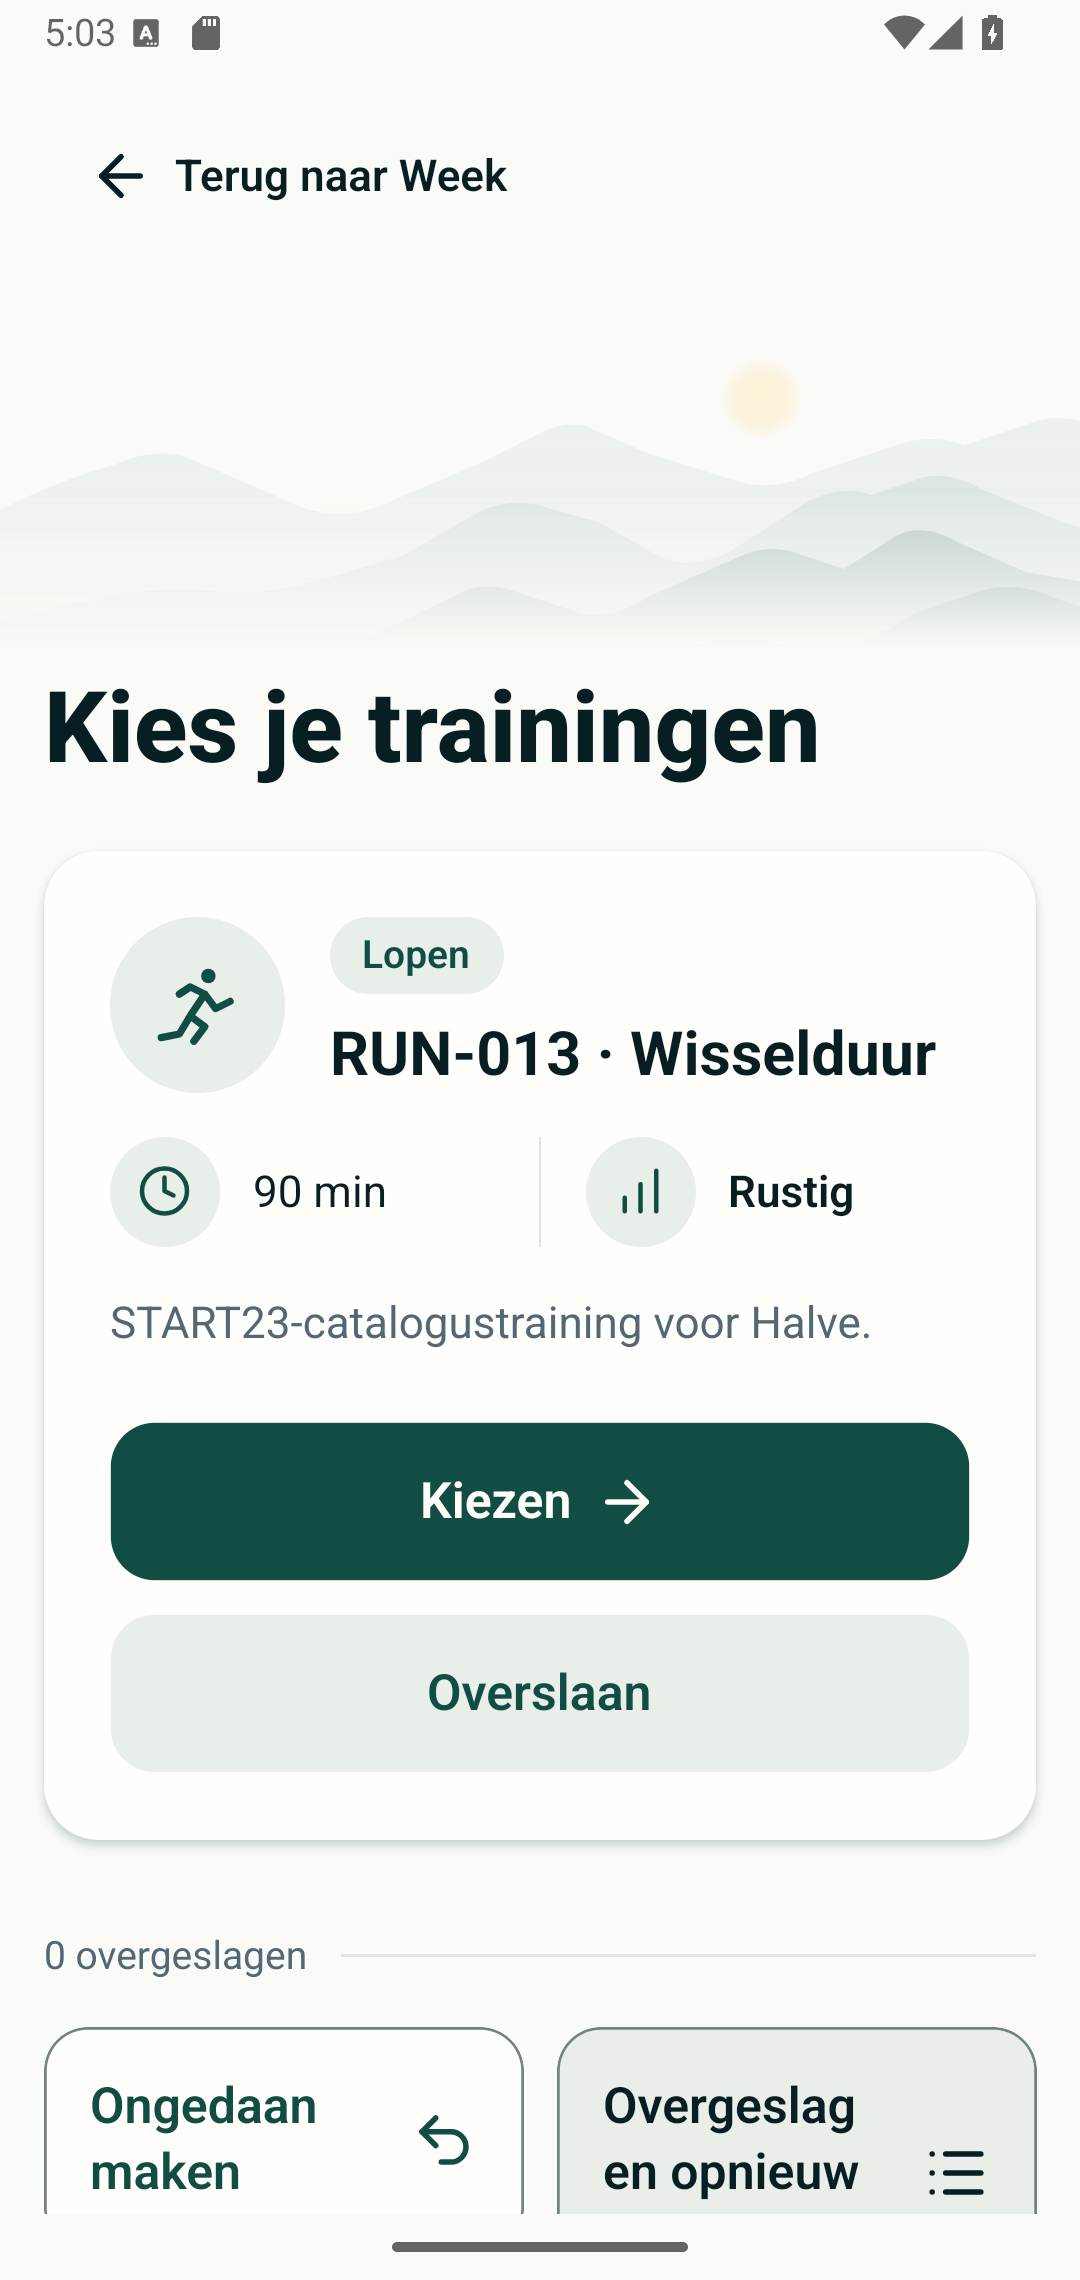 5:03
Terug naar Week
Kies je trainingen
Lopen
RUN-013 · Wisselduur
90 min
Rustig
START23-catalogustraining voor Halve.
Kiezen
Overslaan
0 overgeslagen
Ongedaan
maken
Overgeslag
en opnieuw